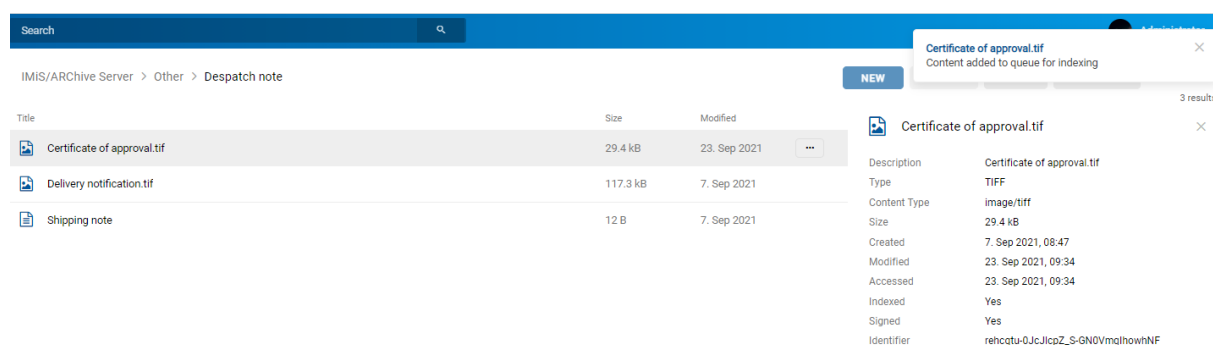 Search
Certificate of approval.tif
Content added to queue for indexing
IMiS/ARChive Server > Other > Despatch note
NEW
3 results
Title Size Modified
Certificate of approval.tif 29.4 kB 23. Sep 2021 ...
Delivery notification.tif 117.3 kB 7. Sep 2021
Shipping note 12 B 7. Sep 2021
Certificate of approval.tif
Description Certificate of approval.tif
Type TIFF
Content Type image/tiff
Size 29.4 kB
Created 7. Sep 2021, 08:47
Modified 23. Sep 2021, 09:34
Accessed 23. Sep 2021, 09:34
Indexed Yes
Signed Yes
Identifier